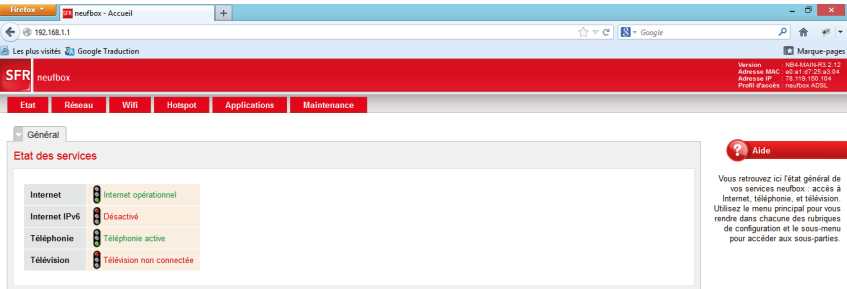 Firefox
SFR neufbox - Accueil
+
192.168.1.1
Google
Les plus visités Google Traduction
Marque-pages
SFR neufbox
Version : NB4-MAIN-R3.2.12
Adresse MAC : e0:a1:d7:25:a3:04
Adresse IP : 78.119.160.104
Profil d'accès : neufbox ADSL
Etat Réseau Wifi Hotspot Applications Maintenance
Général
Etat des services
Internet Internet opérationnel
Internet IPv6 Désactivé
Téléphonie Téléphonie active
Télévision Télévision non connectée
? Aide
Vous retrouvez ici l'état général de
vos services neufbox : accès à
Internet, téléphonie, et télévision.
Utilisez le menu principal pour vous
rendre dans chacune des rubriques
de configuration et le sous-menu
pour accéder aux sous-parties.